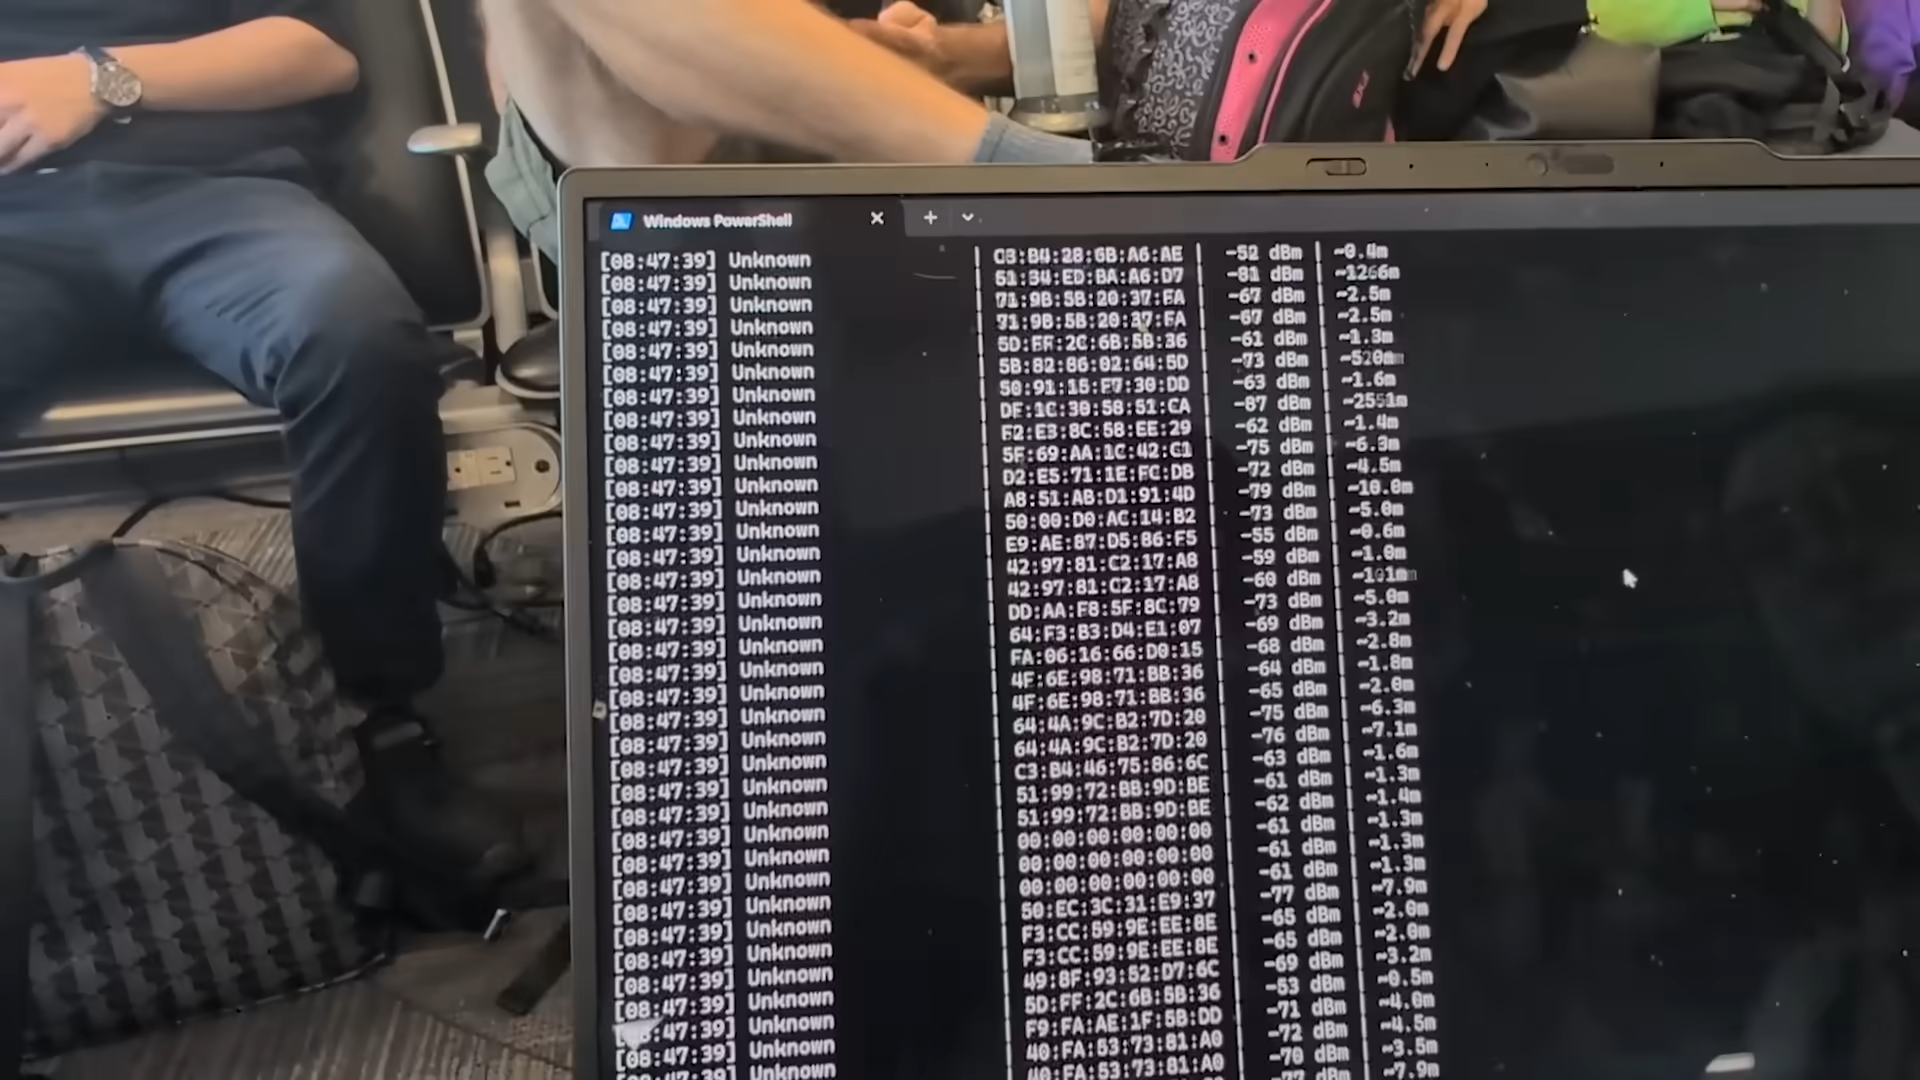 Windows PowerShell
[08:47:39] Unknown | C3:B4:28:6B:A6:AE | -52 dBm | ~0.4m
[08:47:39] Unknown | 51:34:ED:BA:A6:D7 | -81 dBm | ~1266m
[08:47:39] Unknown | 71:9B:5B:20:37:FA | -67 dBm | ~2.5m
[08:47:39] Unknown | 71:9B:5B:20:37:FA | -67 dBm | ~2.5m
[08:47:39] Unknown | 5D:FF:2C:6B:5B:36 | -61 dBm | ~1.3m
[08:47:39] Unknown | 5B:82:86:02:64:5D | -73 dBm | ~520m
[08:47:39] Unknown | 50:91:15:F7:30:DD | -63 dBm | ~1.6m
[08:47:39] Unknown | DF:1C:30:58:51:CA | -87 dBm | ~2551m
[08:47:39] Unknown | F2:E3:8C:58:EE:29 | -62 dBm | ~1.4m
[08:47:39] Unknown | 5F:69:AA:1C:42:C1 | -75 dBm | ~6.3m
[08:47:39] Unknown | D2:E5:71:1E:FC:DB | -72 dBm | ~4.5m
[08:47:39] Unknown | A8:51:AB:D1:91:4D | -79 dBm | ~10.0m
[08:47:39] Unknown | 50:00:D0:AC:14:B2 | -73 dBm | ~5.0m
[08:47:39] Unknown | E9:AE:87:D5:86:F5 | -55 dBm | ~0.6m
[08:47:39] Unknown | 42:97:81:C2:17:A8 | -59 dBm | ~1.0m
[08:47:39] Unknown | 42:97:81:C2:17:A8 | -60 dBm | ~101m
[08:47:39] Unknown | DD:AA:F8:5F:8C:79 | -73 dBm | ~5.0m
[08:47:39] Unknown | 64:F3:B3:D4:E1:07 | -69 dBm | ~3.2m
[08:47:39] Unknown | FA:06:16:66:D0:15 | -68 dBm | ~2.8m
[08:47:39] Unknown | 4F:6E:98:71:BB:36 | -64 dBm | ~1.8m
[08:47:39] Unknown | 4F:6E:98:71:BB:36 | -65 dBm | ~2.0m
[08:47:39] Unknown | 64:4A:9C:B2:7D:20 | -75 dBm | ~6.3m
[08:47:39] Unknown | 64:4A:9C:B2:7D:20 | -76 dBm | ~7.1m
[08:47:39] Unknown | C3:B4:46:75:86:6C | -63 dBm | ~1.6m
[08:47:39] Unknown | 51:99:72:BB:9D:BE | -61 dBm | ~1.3m
[08:47:39] Unknown | 51:99:72:BB:9D:BE | -62 dBm | ~1.4m
[08:47:39] Unknown | 00:00:00:00:00:00 | -61 dBm | ~1.3m
[08:47:39] Unknown | 00:00:00:00:00:00 | -61 dBm | ~1.3m
[08:47:39] Unknown | 00:00:00:00:00:00 | -61 dBm | ~1.3m
[08:47:39] Unknown | 50:EC:3C:31:E9:37 | -77 dBm | ~7.9m
[08:47:39] Unknown | F3:CC:59:9E:EE:8E | -65 dBm | ~2.0m
[08:47:39] Unknown | F3:CC:59:9E:EE:8E | -65 dBm | ~2.0m
[08:47:39] Unknown | 49:8F:93:52:D7:6C | -69 dBm | ~3.2m
[08:47:39] Unknown | 5D:FF:2C:6B:5B:36 | -53 dBm | ~0.5m
[08:47:39] Unknown | F9:FA:AE:1F:5B:DD | -71 dBm | ~4.0m
[08:47:39] Unknown | 40:FA:53:73:81:A0 | -72 dBm | ~4.5m
[08:47:39] Unknown | 40:FA:53:73:81:A0 | -70 dBm | ~3.5m